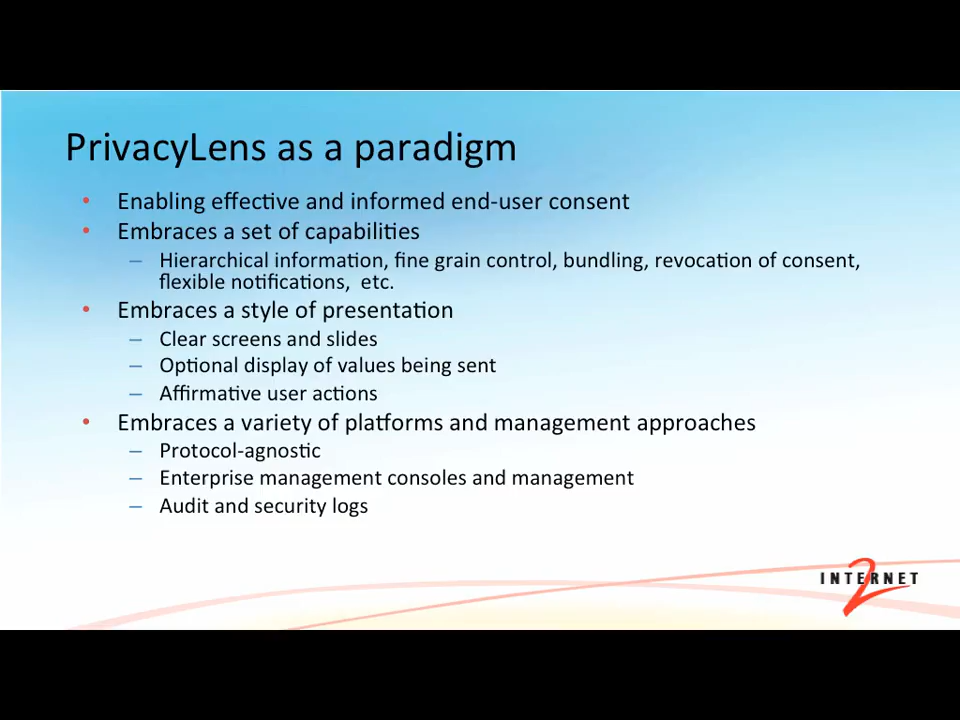 PrivacyLens as a paradigm
• Enabling effective and informed end-user consent
• Embraces a set of capabilities
– Hierarchical information, fine grain control, bundling, revocation of consent,
flexible notifications, etc.
• Embraces a style of presentation
– Clear screens and slides
– Optional display of values being sent
– Affirmative user actions
• Embraces a variety of platforms and management approaches
– Protocol-agnostic
– Enterprise management consoles and management
– Audit and security logs
INTERNET
2